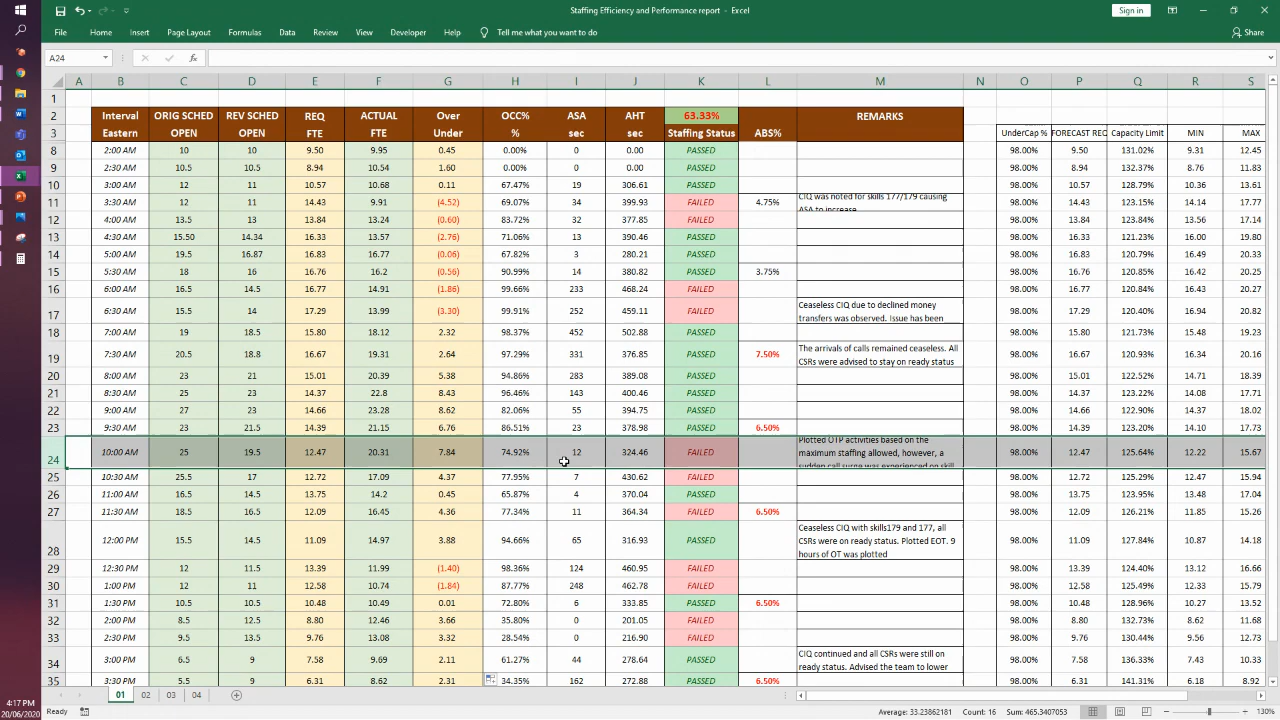 Staffing Efficiency and Performance report - Excel
Sign in
File Home Insert Page Layout Formulas Data Review View Developer Help Tell me what you want to do
Share
A24 fx
A B C D E F G H I J K L M N O P Q R S
1
2 Interval ORIG SCHED REV SCHED REQ ACTUAL Over OCC% ASA AHT 63.33% REMARKS
3 Eastern OPEN OPEN FTE FTE Under % sec sec Staffing Status ABS% UnderCap % FORECAST REQ Capacity Limit MIN MAX
8 2:00 AM 10 10 9.50 9.95 0.45 0.00% 0 0.00 PASSED 98.00% 9.50 131.02% 9.31 12.45
9 2:30 AM 10.5 10.5 8.94 10.54 1.60 0.00% 0 0.00 PASSED 98.00% 8.94 132.37% 8.76 11.83
10 3:00 AM 12 11 10.57 10.68 0.11 67.47% 19 306.61 PASSED 98.00% 10.57 128.79% 10.36 13.61
11 3:30 AM 12 11 14.43 9.91 (4.52) 69.07% 34 399.93 FAILED 4.75% CIQ was noted for skills 177/179 causing 98.00% 14.43 123.15% 14.14 17.77
ASA to increase
12 4:00 AM 13.5 13 13.84 13.24 (0.60) 83.72% 32 377.85 FAILED 98.00% 13.84 123.84% 13.56 17.14
13 4:30 AM 15.50 14.34 16.33 13.57 (2.76) 71.06% 13 390.46 PASSED 98.00% 16.33 121.23% 16.00 19.80
14 5:00 AM 19.5 16.87 16.83 16.77 (0.06) 67.82% 3 280.21 PASSED 98.00% 16.83 120.79% 16.49 20.33
15 5:30 AM 18 16 16.76 16.2 (0.56) 90.99% 14 380.82 PASSED 3.75% 98.00% 16.76 120.85% 16.42 20.25
16 6:00 AM 16.5 14.5 16.77 14.91 (1.86) 99.66% 233 468.24 FAILED 98.00% 16.77 120.84% 16.43 20.27
17 6:30 AM 15.5 14 17.29 13.99 (3.30) 99.91% 252 459.11 FAILED Ceaseless CIQ due to declined money 98.00% 17.29 120.40% 16.94 20.82
transfers was observed. Issue has been
18 7:00 AM 19 18.5 15.80 18.12 2.32 98.37% 452 502.88 PASSED 98.00% 15.80 121.73% 15.48 19.23
19 7:30 AM 20.5 18.8 16.67 19.31 2.64 97.29% 331 376.85 PASSED 7.50% The arrivals of calls remained ceaseless. All 98.00% 16.67 120.93% 16.34 20.16
CSRs were advised to stay on ready status
20 8:00 AM 23 21 15.01 20.39 5.38 94.86% 283 389.08 PASSED 98.00% 15.01 122.52% 14.71 18.39
21 8:30 AM 27 23 14.37 22.8 8.43 96.46% 143 400.46 PASSED 98.00% 14.37 123.21% 14.08 17.71
22 9:00 AM 27 23 14.66 23.28 8.62 82.06% 55 394.75 PASSED 98.00% 14.66 122.90% 14.37 18.02
23 9:30 AM 23 21.5 14.39 21.15 6.76 86.51% 23 378.98 PASSED 6.50% 98.00% 14.39 123.20% 14.10 17.73
24 10:00 AM 25 19.5 12.47 20.31 7.84 74.92% 12 324.46 FAILED Plotted OTP activities based on the 98.00% 12.47 125.64% 12.22 15.67
maximum staffing allowed, however, a
sudden call surge was experienced on skill
25 10:30 AM 25.5 17 12.72 17.09 4.37 77.95% 7 430.62 FAILED 98.00% 12.72 125.29% 12.47 15.94
26 11:00 AM 16.5 14.5 13.75 14.2 0.45 65.87% 4 370.04 PASSED 98.00% 13.75 123.95% 13.48 17.04
27 11:30 AM 18.5 16.5 12.09 16.45 4.36 77.34% 11 364.34 FAILED 6.50% 98.00% 12.09 126.21% 11.85 15.26
28 12:00 PM 15.5 14.5 11.09 14.97 3.88 94.66% 65 316.93 PASSED Ceaseless CIQ with skills179 and 177, all 98.00% 11.09 127.84% 10.87 14.18
CSRs were on ready status. Plotted EOT. 9
hours of OT was plotted
29 12:30 PM 12 11.5 13.39 11.99 (1.40) 98.36% 124 460.95 FAILED 98.00% 13.39 124.40% 13.12 16.66
30 1:00 PM 12 11 12.58 10.74 (1.84) 87.77% 248 462.78 FAILED 98.00% 12.58 125.49% 12.33 15.79
31 1:30 PM 10.5 10.5 10.48 10.49 0.01 72.80% 6 333.85 PASSED 6.50% 98.00% 10.48 128.96% 10.27 13.52
32 2:00 PM 8.5 12.5 8.80 12.46 3.66 35.80% 0 201.05 FAILED 98.00% 8.80 132.74% 8.62 11.68
33 2:30 PM 9.5 13.5 9.76 13.08 3.32 28.54% 0 216.90 FAILED 98.00% 9.76 130.44% 9.56 12.73
34 3:00 PM 6.5 9 7.58 9.69 2.11 61.27% 44 278.64 PASSED CIQ continued and all CSRs were still on 98.00% 7.58 136.33% 7.43 10.33
ready status. Advised the team to lower
35 3:30 PM 5.5 9 6.31 8.62 2.31 34.35% 162 272.88 PASSED 6.50% 98.00% 6.31 141.31% 6.18 8.92
01 02 03 04
Ready Average: 33.23862181 Count: 16 Sum: 465.3407053 130%
4:17 PM
20/06/2020